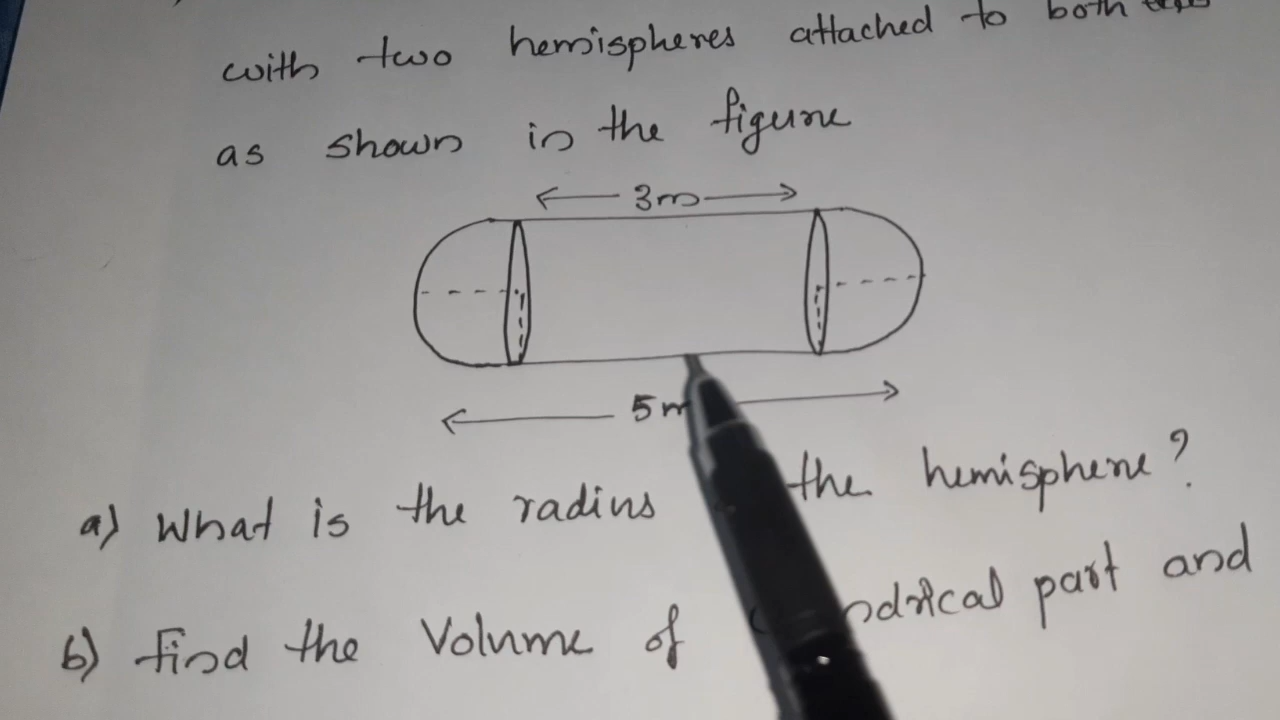 with two hemispheres attached to both
as shown in the figure
3m
5m
a) What is the radius the hemisphere?
b) find the Volume of part and